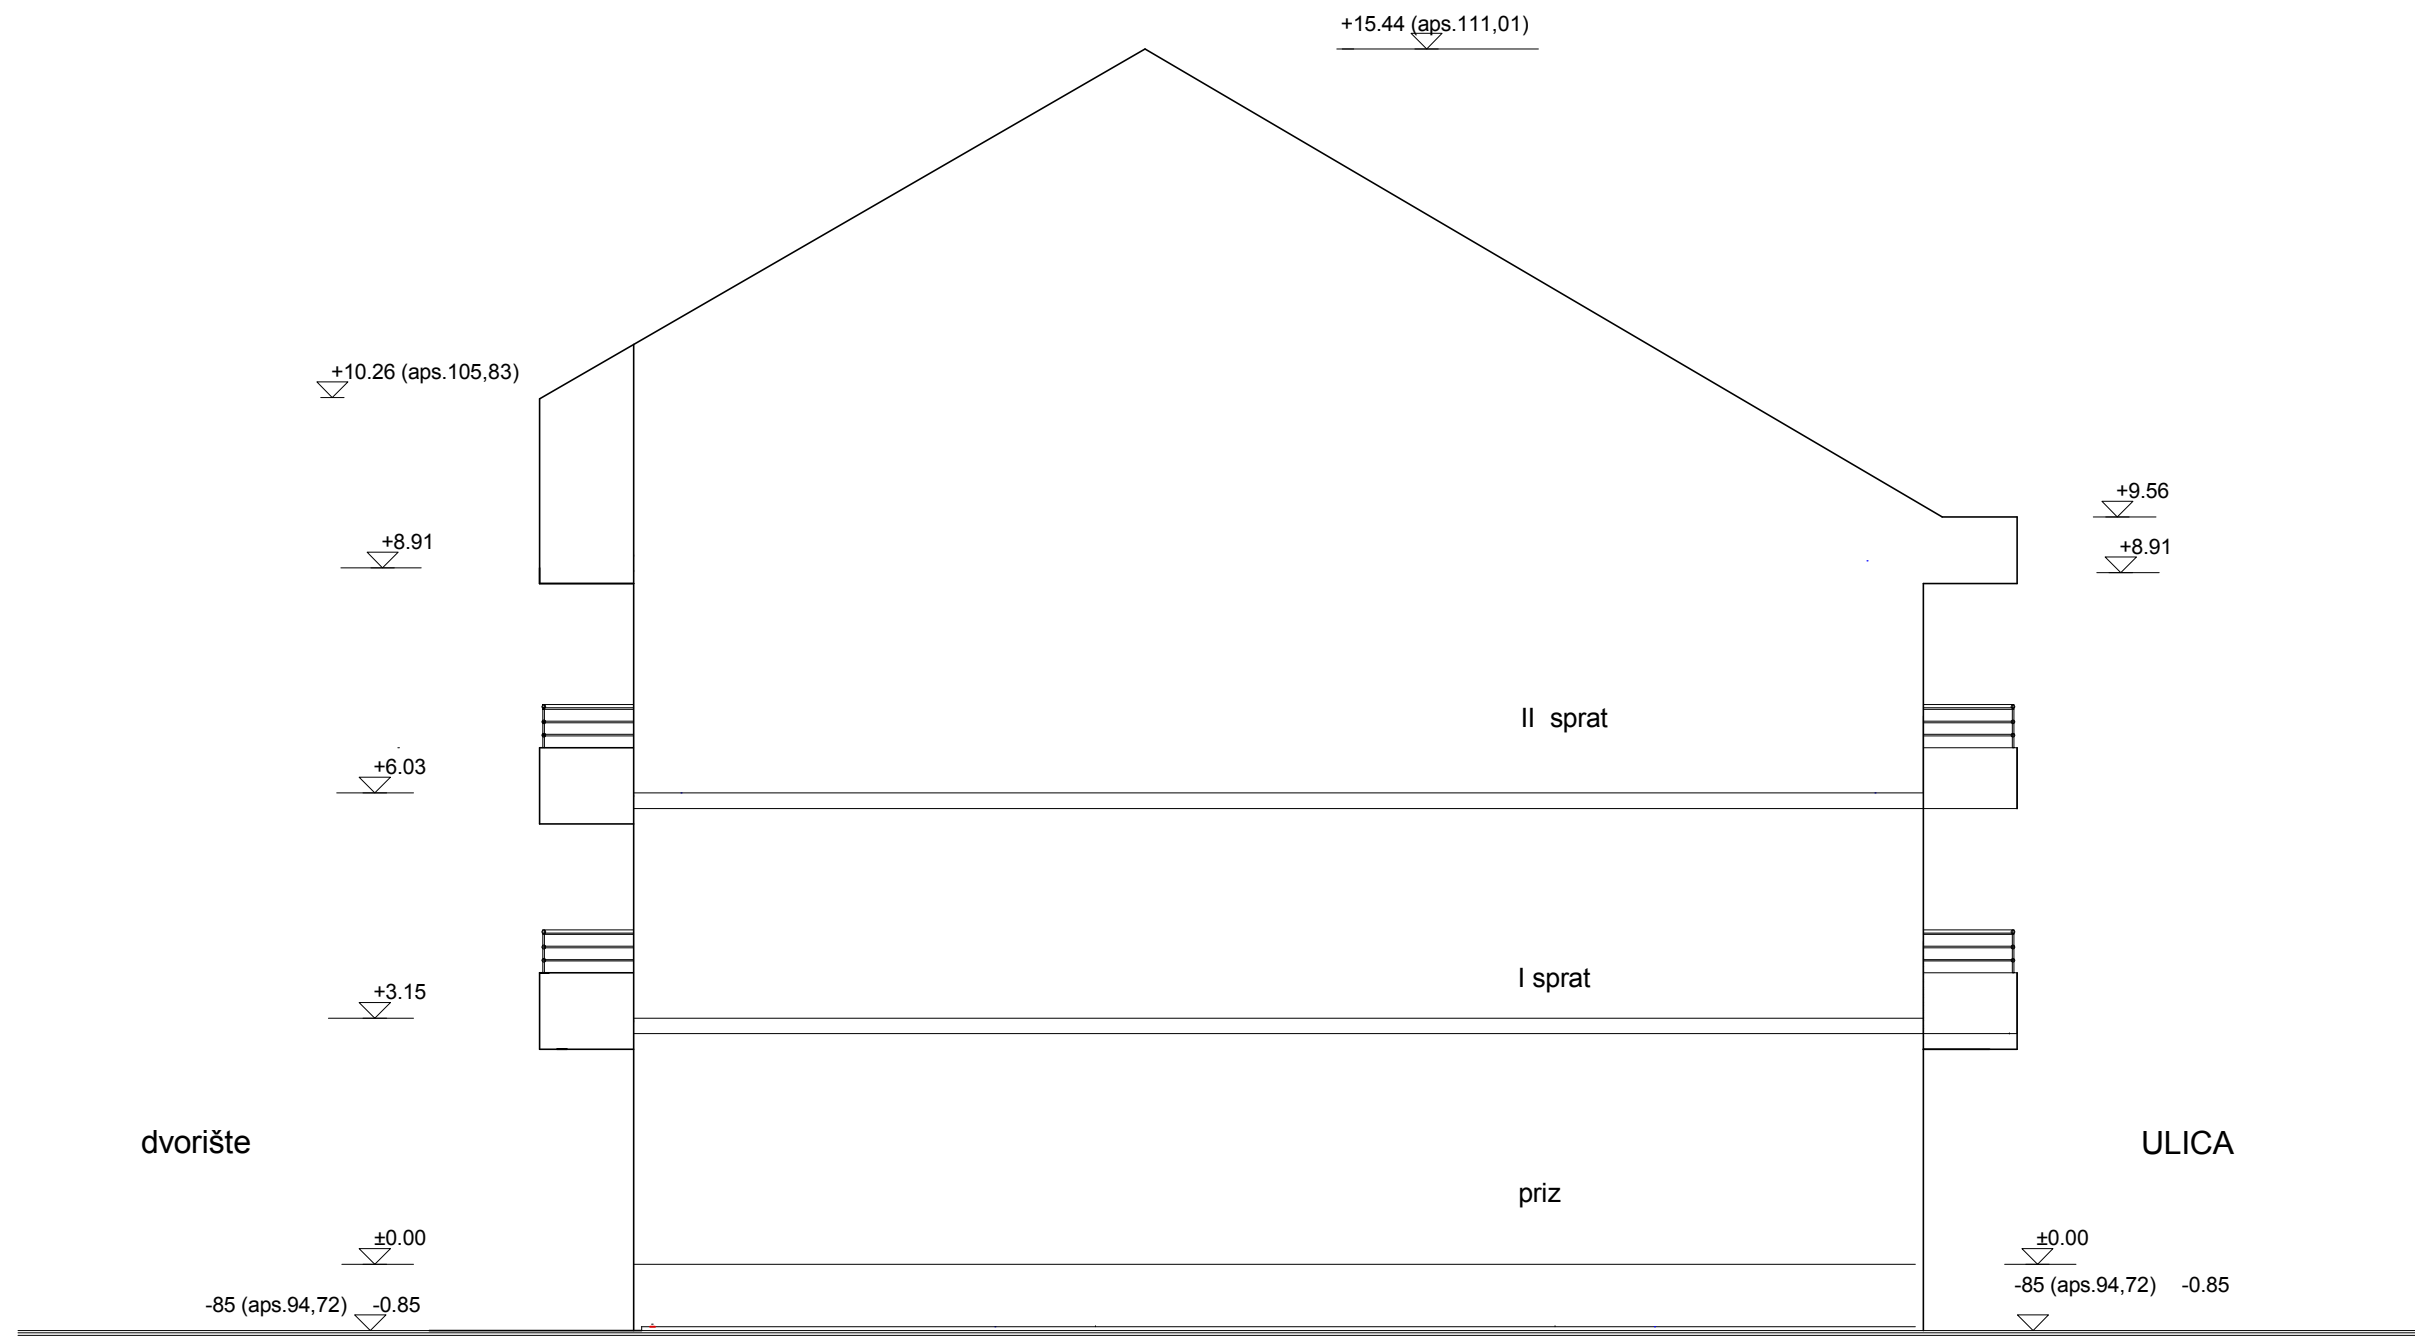 +15.44 (aps.111,01)
+10.26 (aps.105,83)
+9.56
+8.91
+8.91
II sprat
+6.03
I sprat
+3.15
dvorište
ULICA
priz
±0.00
±0.00
-85 (aps.94,72) -0.85
-85 (aps.94,72) -0.85